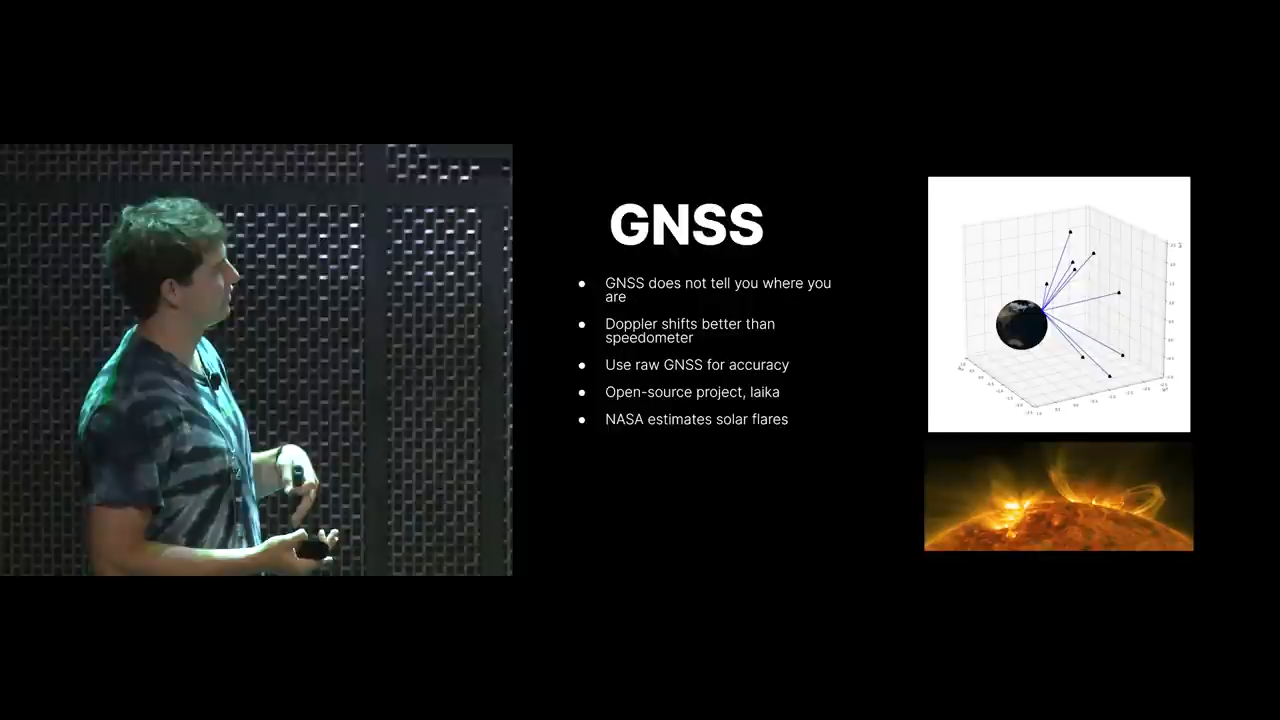 GNSS
GNSS does not tell you where you
are
Doppler shifts better than
speedometer
Use raw GNSS for accuracy
Open-source project, laika
NASA estimates solar flares